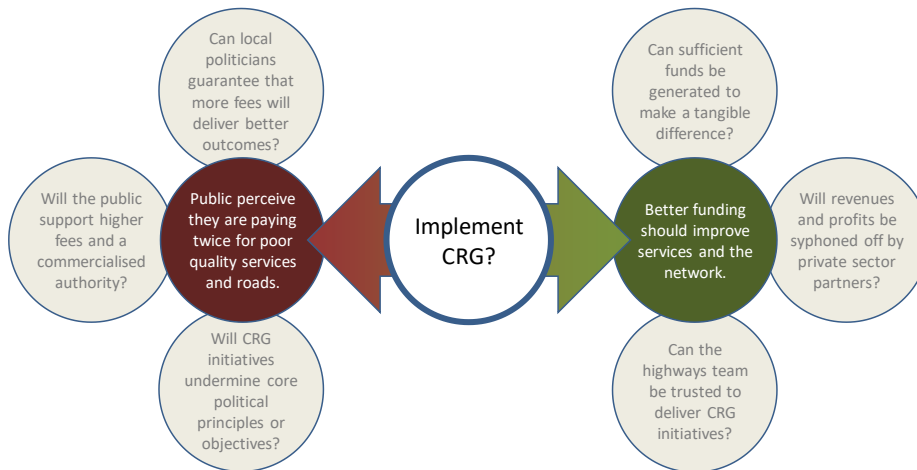 Can local
politicians
guarantee that
more fees will
deliver better
outcomes?
Will the public
support higher
fees and a
commercialised
authority?
Public perceive
they are paying
twice for poor
quality services
and roads.
Will CRG
initiatives
undermine core
political
principles or
objectives?
Implement
CRG?
Can sufficient
funds be
generated to
make a tangible
difference?
Better funding
should improve
services and the
network.
Will revenues
and profits be
syphoned off by
private sector
partners?
Can the
highways team
be trusted to
deliver CRG
initiatives?